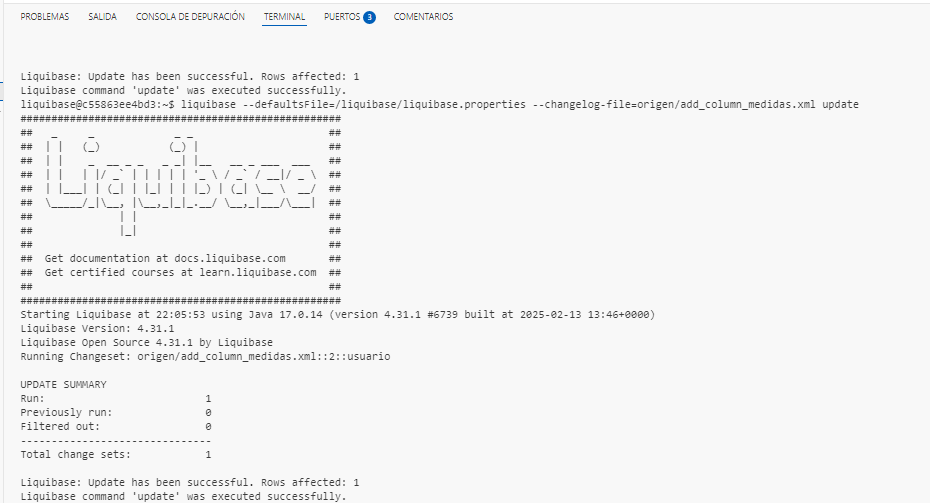 PROBLEMAS SALIDA CONSOLA DE DEPURACIÓN TERMINAL PUERTOS 3 COMENTARIOS
Liquibase: Update has been successful. Rows affected: 1
Liquibase command 'update' was executed successfully.
liquibase@c55863ee4bd3:~$ liquibase --defaultsFile=/liquibase/liquibase.properties --changelog-file=origen/add_column_medidas.xml update
####################################################
##   _     _             _ _                      ##
##  | |   (_)           (_) |                     ##
##  | |    _  __ _ _   _ _| |__   __ _ ___  ___   ##
##  | |   | |/ _` | | | | | '_ \ / _` / __|/ _ \  ##
##  | |___| | (_| | |_| | | |_) | (_| \__ \  __/  ##
##  \_____/_|\__, |\__,_|_|_.__/ \__,_|___/\___|  ##
##              | |                               ##
##              |_|                               ##
##                                                ##
##  Get documentation at docs.liquibase.com       ##
##  Get certified courses at learn.liquibase.com  ##
##                                                ##
####################################################
Starting Liquibase at 22:05:53 using Java 17.0.14 (version 4.31.1 #6739 built at 2025-02-13 13:46+0000)
Liquibase Version: 4.31.1
Liquibase Open Source 4.31.1 by Liquibase
Running Changeset: origen/add_column_medidas.xml::2::usuario
UPDATE SUMMARY
Run:                          1
Previously run:               0
Filtered out:                 0
-------------------------------
Total change sets:            1
Liquibase: Update has been successful. Rows affected: 1
Liquibase command 'update' was executed successfully.